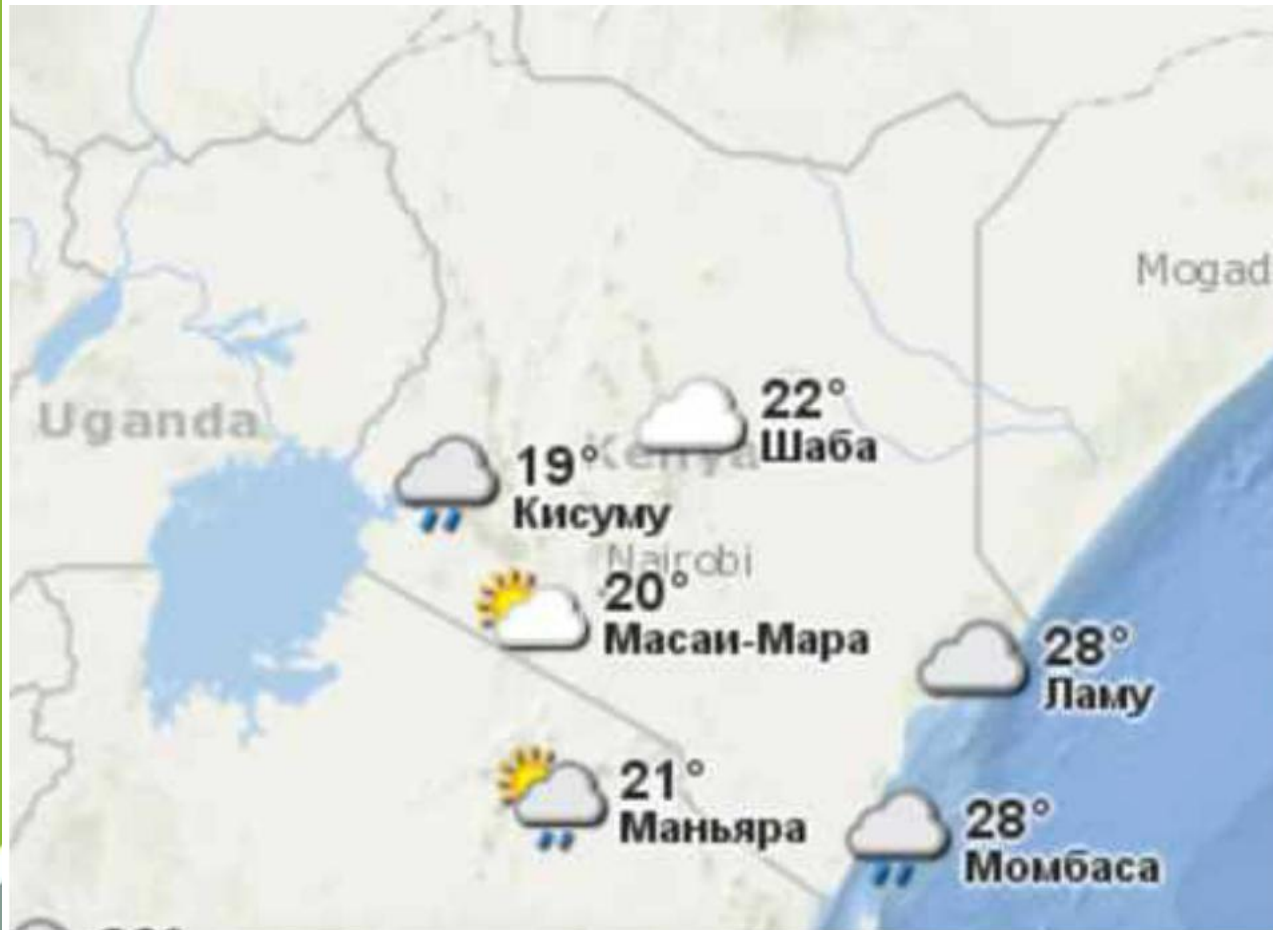 Mogad
Uganda
22°
Шаба
Kenya
19°
Кисуму
Nairobi
20°
Масаи-Мара
28°
Ламу
21°
Маньяра
28°
Момбаса